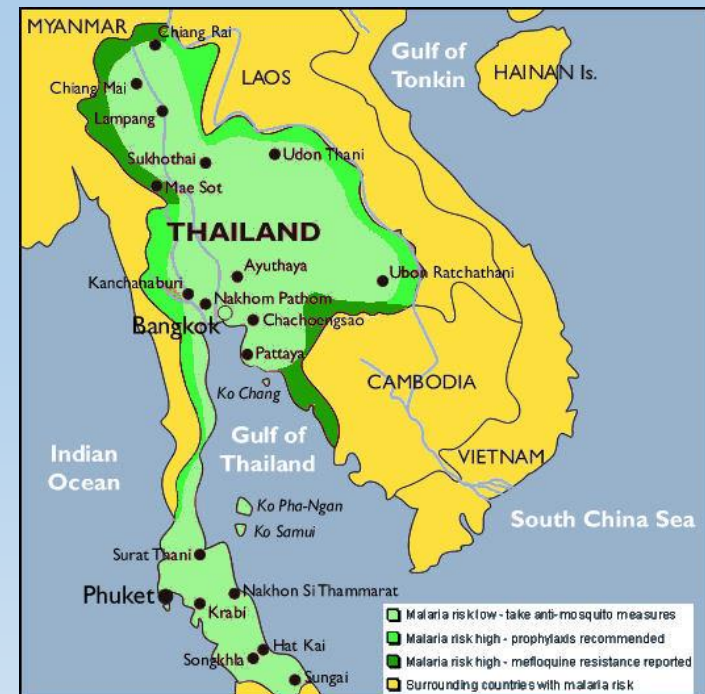 MYANMAR
Chiang Rai
Gulf of
Tonkin
HAINAN Is.
LAOS
Chiang Mai
Lampang
Sukhothai
Udon Thani
Mae Sot
THAILAND
Ayuthaya
Kanchahaburi
Ubon Ratchathani
Nakhom Pathom
Bangkok
Chachoengsao
Pattaya
CAMBODIA
Ko Chang
Indian
Ocean
Gulf of
Thailand
VIETNAM
Ko Pha-Ngan
Ko Samui
South China Sea
Surat Thani
Phuket
Nakhon Si Thammarat
Krabi
Hat Kai
Songkhla
Sungai
Malaria risk low - take anti-mosquito measures
Malaria risk high - prophylaxis recommended
Malaria risk high - mefloquine resistance reported
Surrounding countries with malaria risk